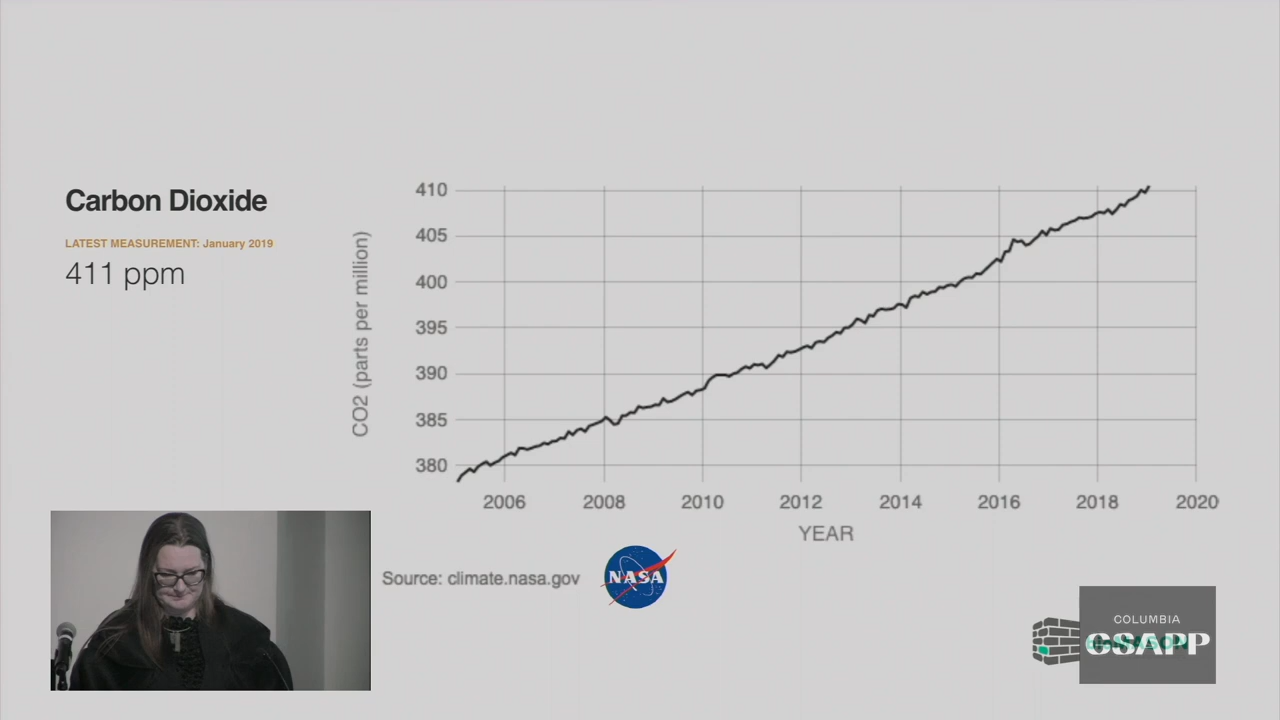 Carbon Dioxide
LATEST MEASUREMENT: January 2019
411 ppm
CO2 (parts per million)
410
405
400
395
390
385
380
2006 2008 2010 2012 2014 2016 2018 2020
YEAR
Source: climate.nasa.gov
NASA
COLUMBIA
GSAPP